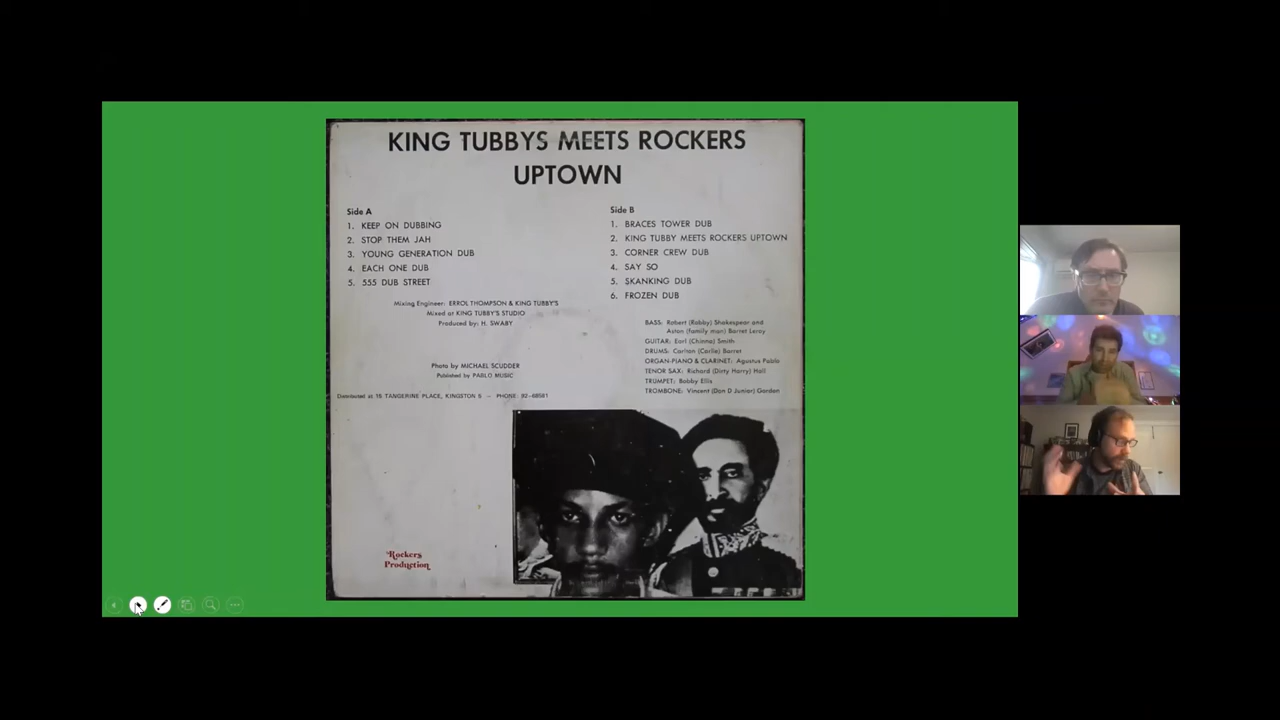 KING TUBBYS MEETS ROCKERS
UPTOWN
Side A
1. KEEP ON DUBBING
2. STOP THEM JAH
3. YOUNG GENERATION DUB
4. EACH ONE DUB
5. 555 DUB STREET
Mixing Engineer: ERROL THOMPSON & KING TUBBY'S
Mixed at KING TUBBY'S STUDIO
Produced by: H. SWABY
Photo by MICHAEL SCUDDER
Published by PABLO MUSIC
Distributed at 18 TANGERINE PLACE, KINGSTON 5 – PHONE: 92-68581
Side B
1. BRACES TOWER DUB
2. KING TUBBY MEETS ROCKERS UPTOWN
3. CORNER CREW DUB
4. SAY SO
5. SKANKING DUB
6. FROZEN DUB
BASS: Robert (Robby) Shakespear and
Aston (family man) Barret Leroy
GUITAR: Earl (Chinna) Smith
DRUMS: Carlton (Carlie) Barret
ORGAN-PIANO & CLARINET: Agustus Pablo
TENOR SAX: Richard (Dirty Harry) Hall
TRUMPET: Bobby Ellis
TROMBONE: Vincent (Don D Junior) Gordon
Rockers
Production